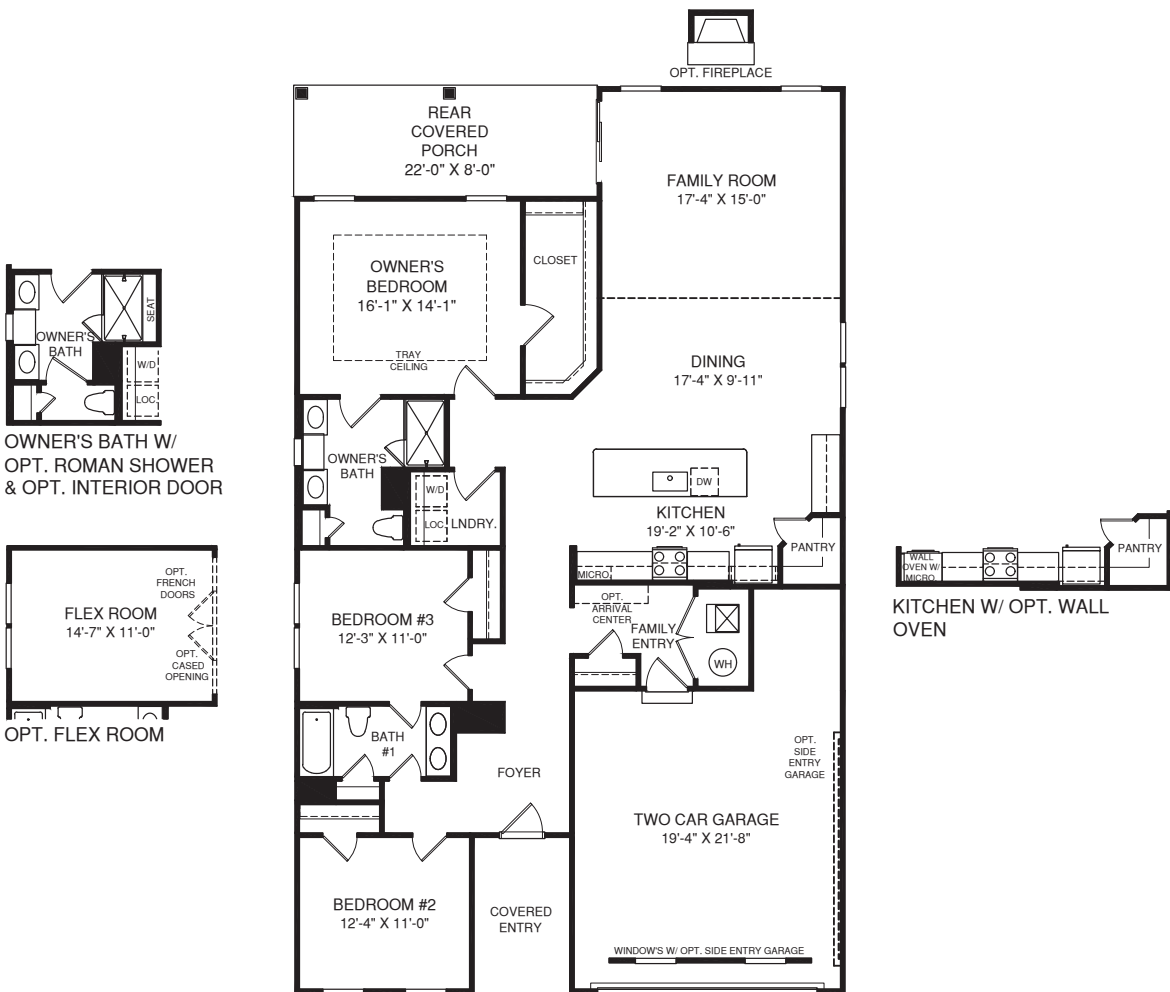 OPT. FIREPLACE
REAR
COVERED
PORCH
22'-0" X 8'-0"
FAMILY ROOM
17'-4" X 15'-0"
CLOSET
OWNER'S
BEDROOM
16'-1" X 14'-1"
TRAY
CEILING
DINING
17'-4" X 9'-11"
OWNER'S
BATH
SEAT
W/D
LOC.
OWNER'S BATH W/
OPT. ROMAN SHOWER
& OPT. INTERIOR DOOR
OWNER'S
BATH
W/D
LOC.
LNDRY.
DW
KITCHEN
19'-2" X 10'-6"
PANTRY
MICRO.
WALL
OVEN W/
MICRO.
PANTRY
KITCHEN W/ OPT. WALL
OVEN
OPT.
FRENCH
DOORS
FLEX ROOM
14'-7" X 11'-0"
OPT.
CASED
OPENING
OPT. FLEX ROOM
BEDROOM #3
12'-3" X 11'-0"
OPT.
ARRIVAL
CENTER
FAMILY
ENTRY
WH
BATH
#1
FOYER
OPT.
SIDE
ENTRY
GARAGE
TWO CAR GARAGE
19'-4" X 21'-8"
BEDROOM #2
12'-4" X 11'-0"
COVERED
ENTRY
WINDOW'S W/ OPT. SIDE ENTRY GARAGE